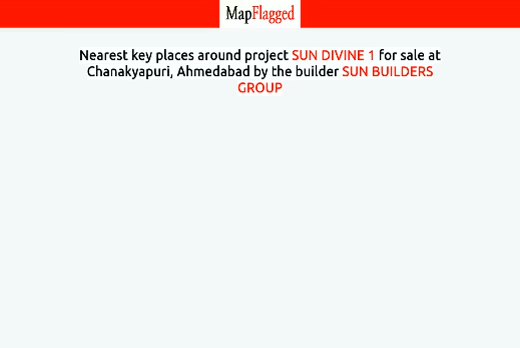 MapFlagged
Nearest key places around project SUN DIVINE 1 for sale at
Chanakyapuri, Ahmedabad by the builder SUN BUILDERS
GROUP